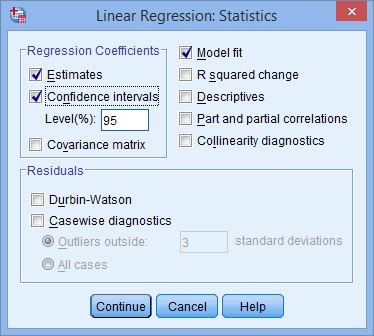 Linear Regression: Statistics
Regression Coefficients
Estimates
Confidence intervals
Level(%): 95
Covariance matrix
Model fit
R squared change
Descriptives
Part and partial correlations
Collinearity diagnostics
Residuals
Durbin-Watson
Casewise diagnostics
Outliers outside: 3 standard deviations
All cases
Continue Cancel Help